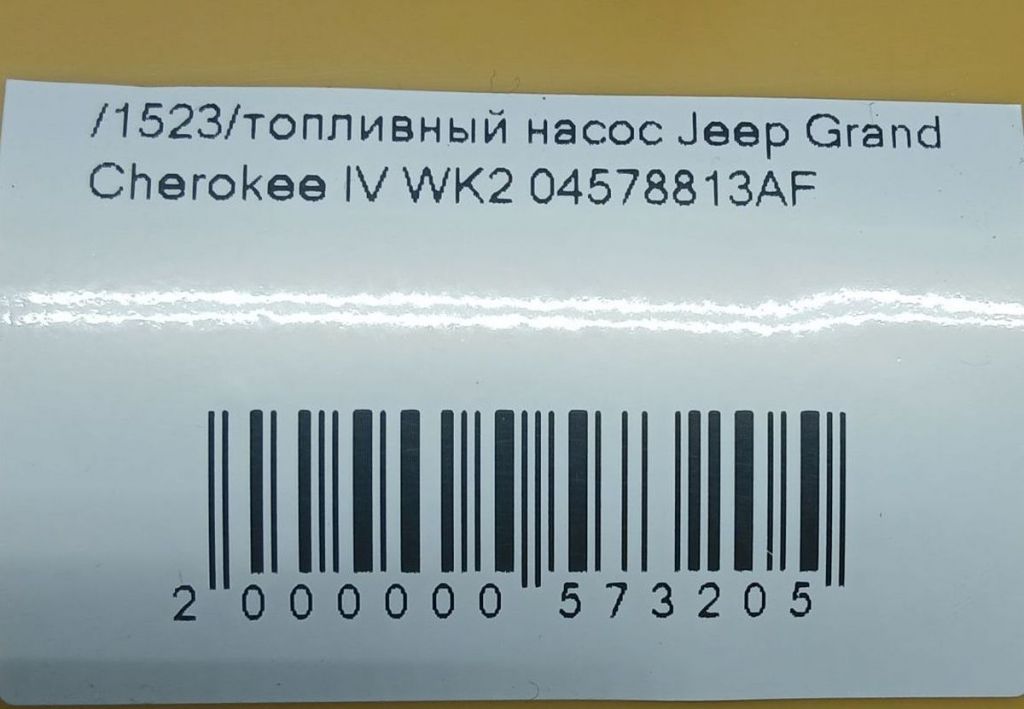 /1523/топливный насос Jeep Grand
Cherokee IV WK2 04578813AF
2 000000 573205